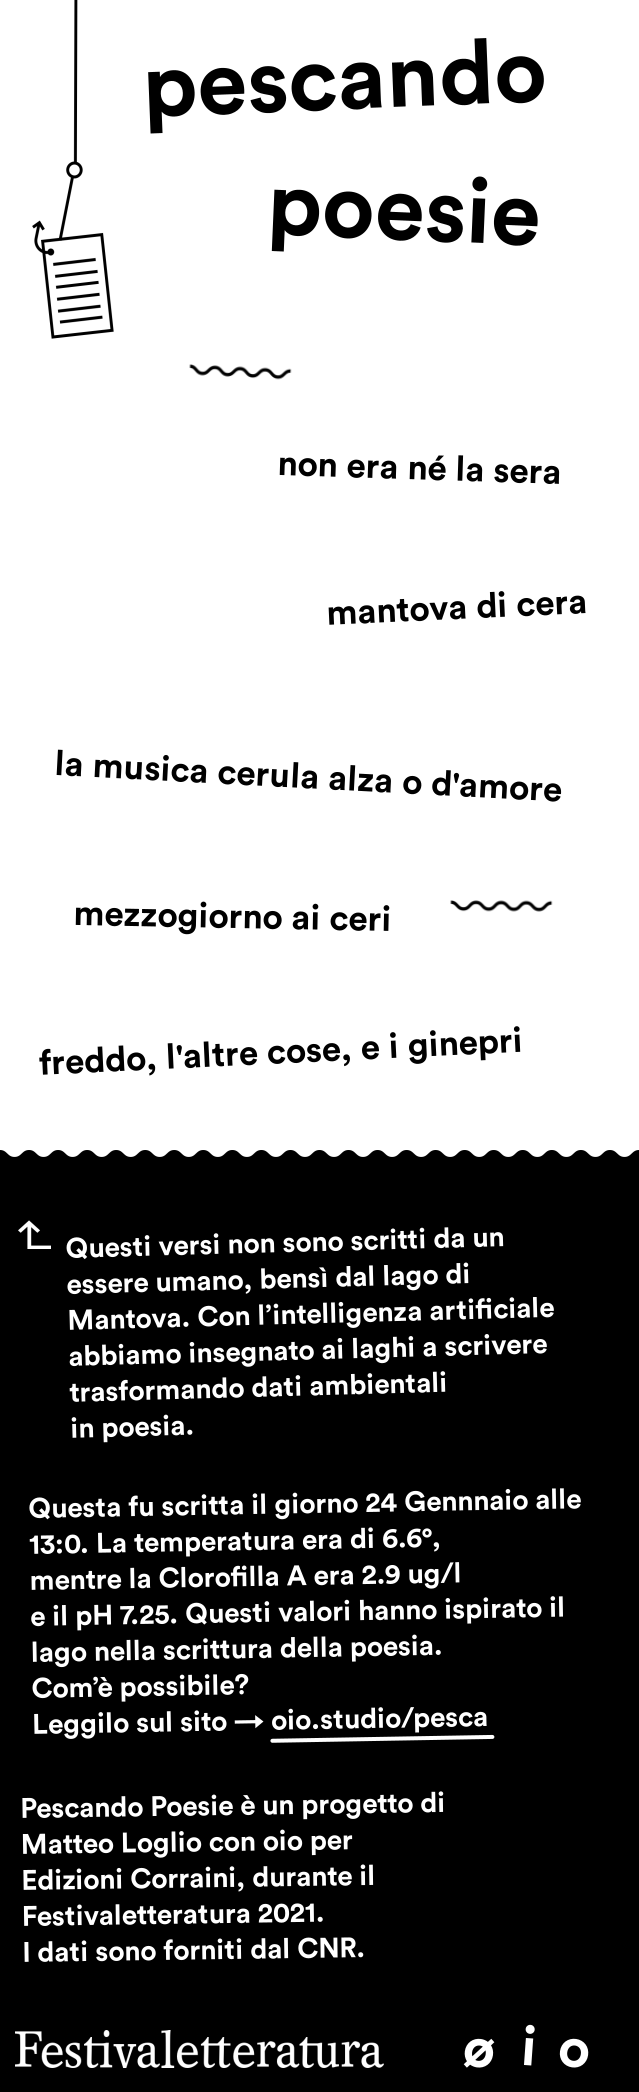 pescando
poesie
non era né la sera
mantova di cera
la musica cerula alza o d'amore
mezzogiorno ai ceri
freddo, l'altre cose, e i ginepri
Questi versi non sono scritti da un
essere umano, bensì dal lago di
Mantova. Con l’intelligenza artificiale
abbiamo insegnato ai laghi a scrivere
trasformando dati ambientali
in poesia.
Questa fu scritta il giorno 24 Gennnaio alle
13:0. La temperatura era di 6.6°,
mentre la Clorofilla A era 2.9 ug/l
e il pH 7.25. Questi valori hanno ispirato il
lago nella scrittura della poesia.
Com’è possibile?
Leggilo sul sito → oio.studio/pesca
Pescando Poesie è un progetto di
Matteo Loglio con oio per
Edizioni Corraini, durante il
Festivaletteratura 2021.
I dati sono forniti dal CNR.
Festivaletteratura ø i o